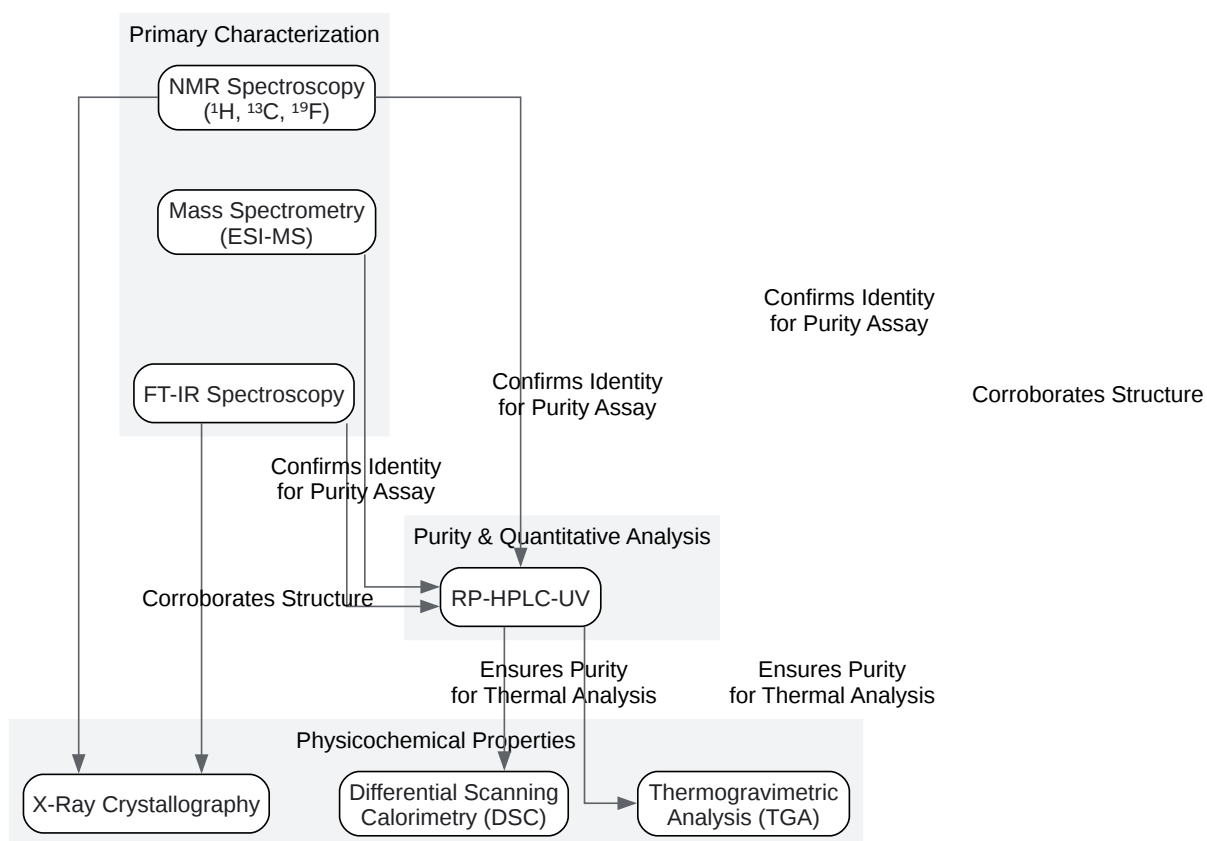 Primary Characterization
NMR Spectroscopy
(¹H, ¹³C, ¹⁹F)
Mass Spectrometry
(ESI-MS)
Confirms Identity
for Purity Assay
FT-IR Spectroscopy
Confirms Identity
for Purity Assay
Corroborates Structure
Confirms Identity
for Purity Assay
Purity & Quantitative Analysis
RP-HPLC-UV
Corroborates Structure
Ensures Purity
for Thermal Analysis
Ensures Purity
for Thermal Analysis
Physicochemical Properties
X-Ray Crystallography
Differential Scanning
Calorimetry (DSC)
Thermogravimetric
Analysis (TGA)